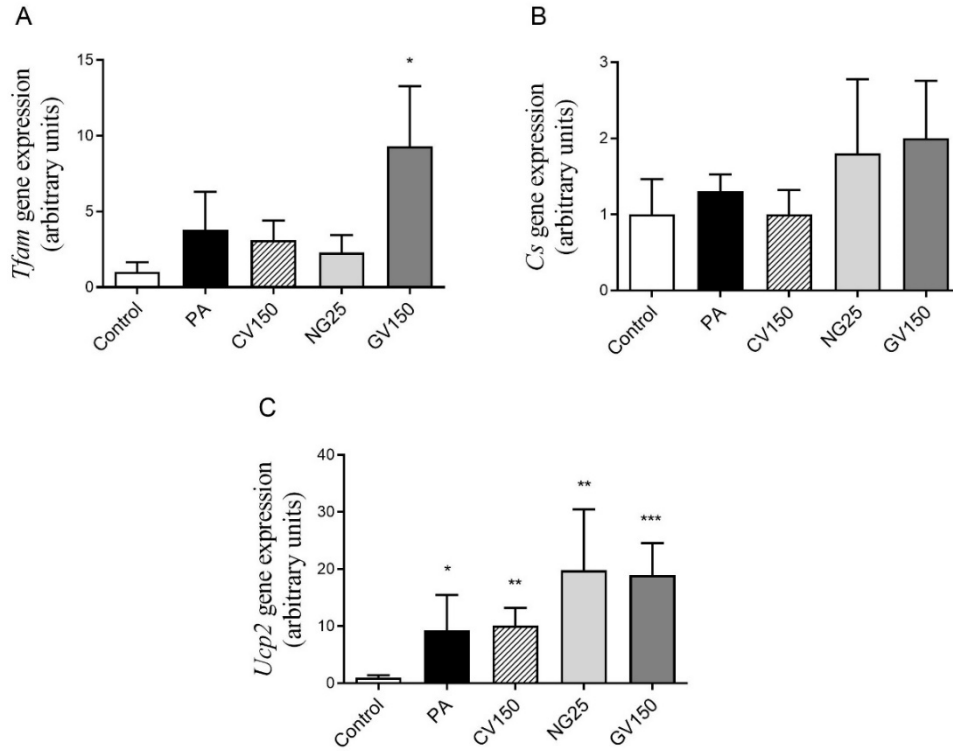 A
Tfam gene expression
(arbitrary units)
15
10
5
0
*
Control
PA
CV150
NG25
GV150
B
Cs gene expression
(arbitrary units)
3
2
1
0
Control
PA
CV150
NG25
GV150
C
Ucp2 gene expression
(arbitrary units)
40
30
20
10
0
*
**
**
***
Control
PA
CV150
NG25
GV150